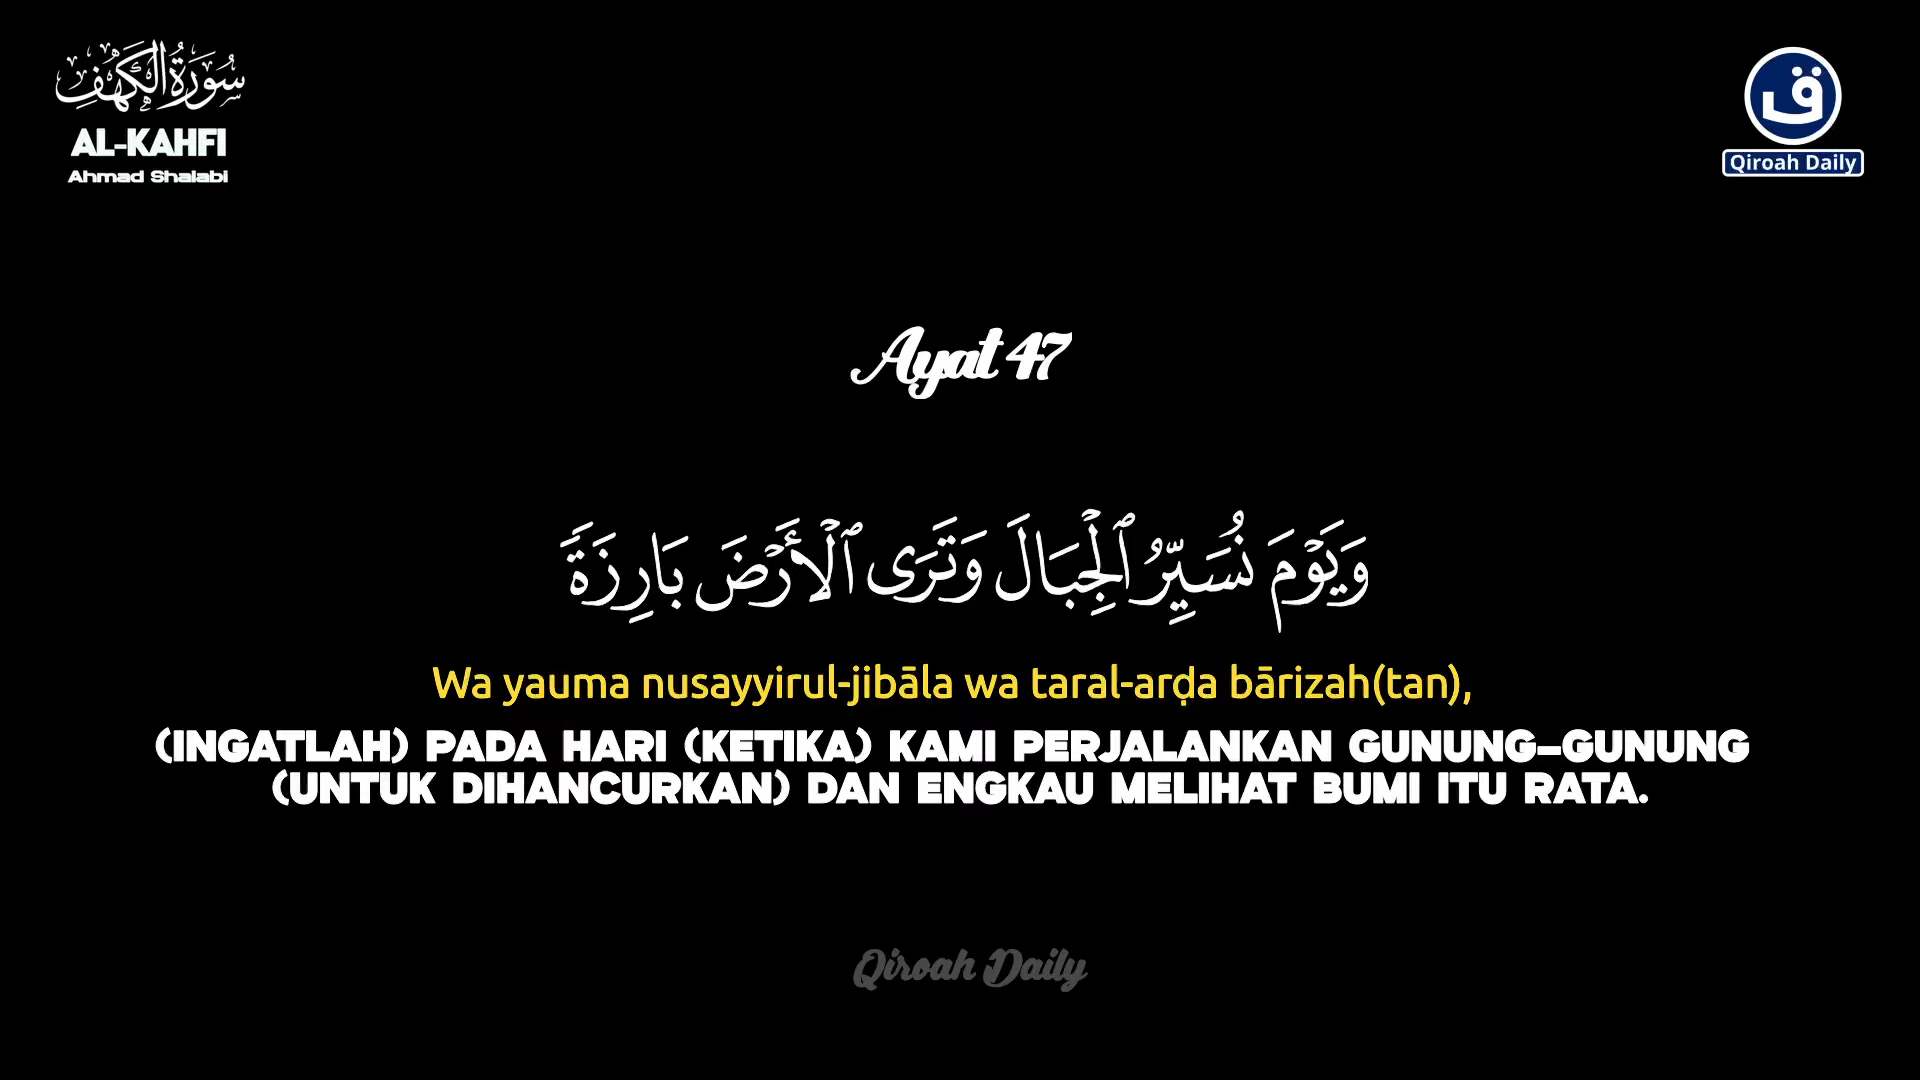 سُورَةُ الْكَهْفِ
AL-KAHFI
Ahmad Shalabi
ق
Qiroah Daily
Ayat 47
وَيَوْمَ نُسَيِّرُ ٱلْجِبَالَ وَتَرَى ٱلْأَرْضَ بَارِزَةً
Wa yauma nusayyirul-jibāla wa taral-arḍa bārizah(tan),
(INGATLAH) PADA HARI (KETIKA) KAMI PERJALANKAN GUNUNG-GUNUNG
(UNTUK DIHANCURKAN) DAN ENGKAU MELIHAT BUMI ITU RATA.
Qiroah Daily